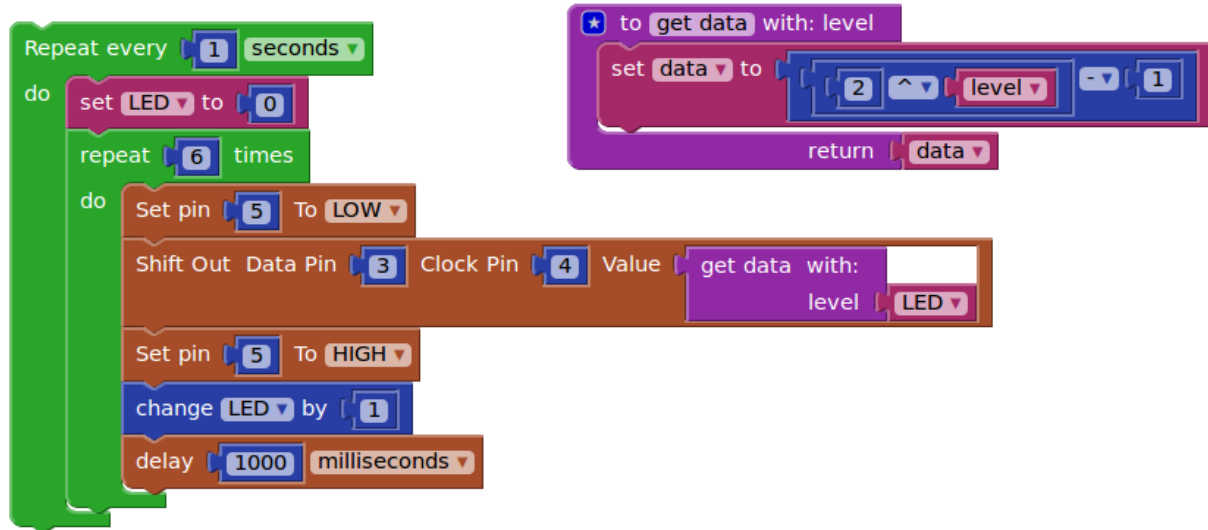 Repeat every 1 seconds ▾
do
set LED ▾ to 0
repeat 6 times
do
Set pin 5 To LOW ▾
Shift Out Data Pin 3 Clock Pin 4 Value get data with:
level LED ▾
Set pin 5 To HIGH ▾
change LED ▾ by 1
delay 1000 milliseconds ▾
to get data with: level
set data ▾ to 2 ^ ▾ level ▾ - ▾ 1
return data ▾